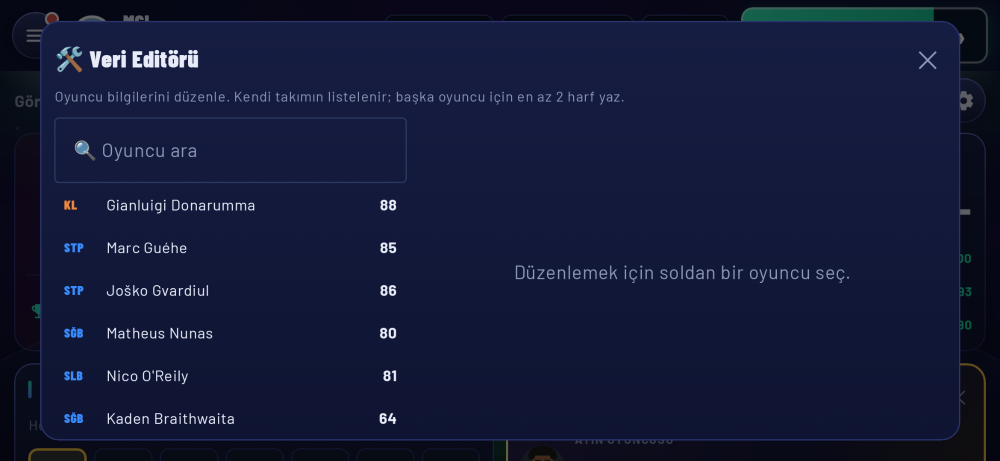 🛠️ Veri Editörü
Oyuncu bilgilerini düzenle. Kendi takımın listelenir; başka oyuncu için en az 2 harf yaz.
🔍 Oyuncu ara
KL Gianluigi Donarumma 88
STP Marc Guéhe 85
STP Joško Gvardiul 86
SĞB Matheus Nunas 80
SLB Nico O'Reily 81
SĞB Kaden Braithwaita 64
Düzenlemek için soldan bir oyuncu seç.